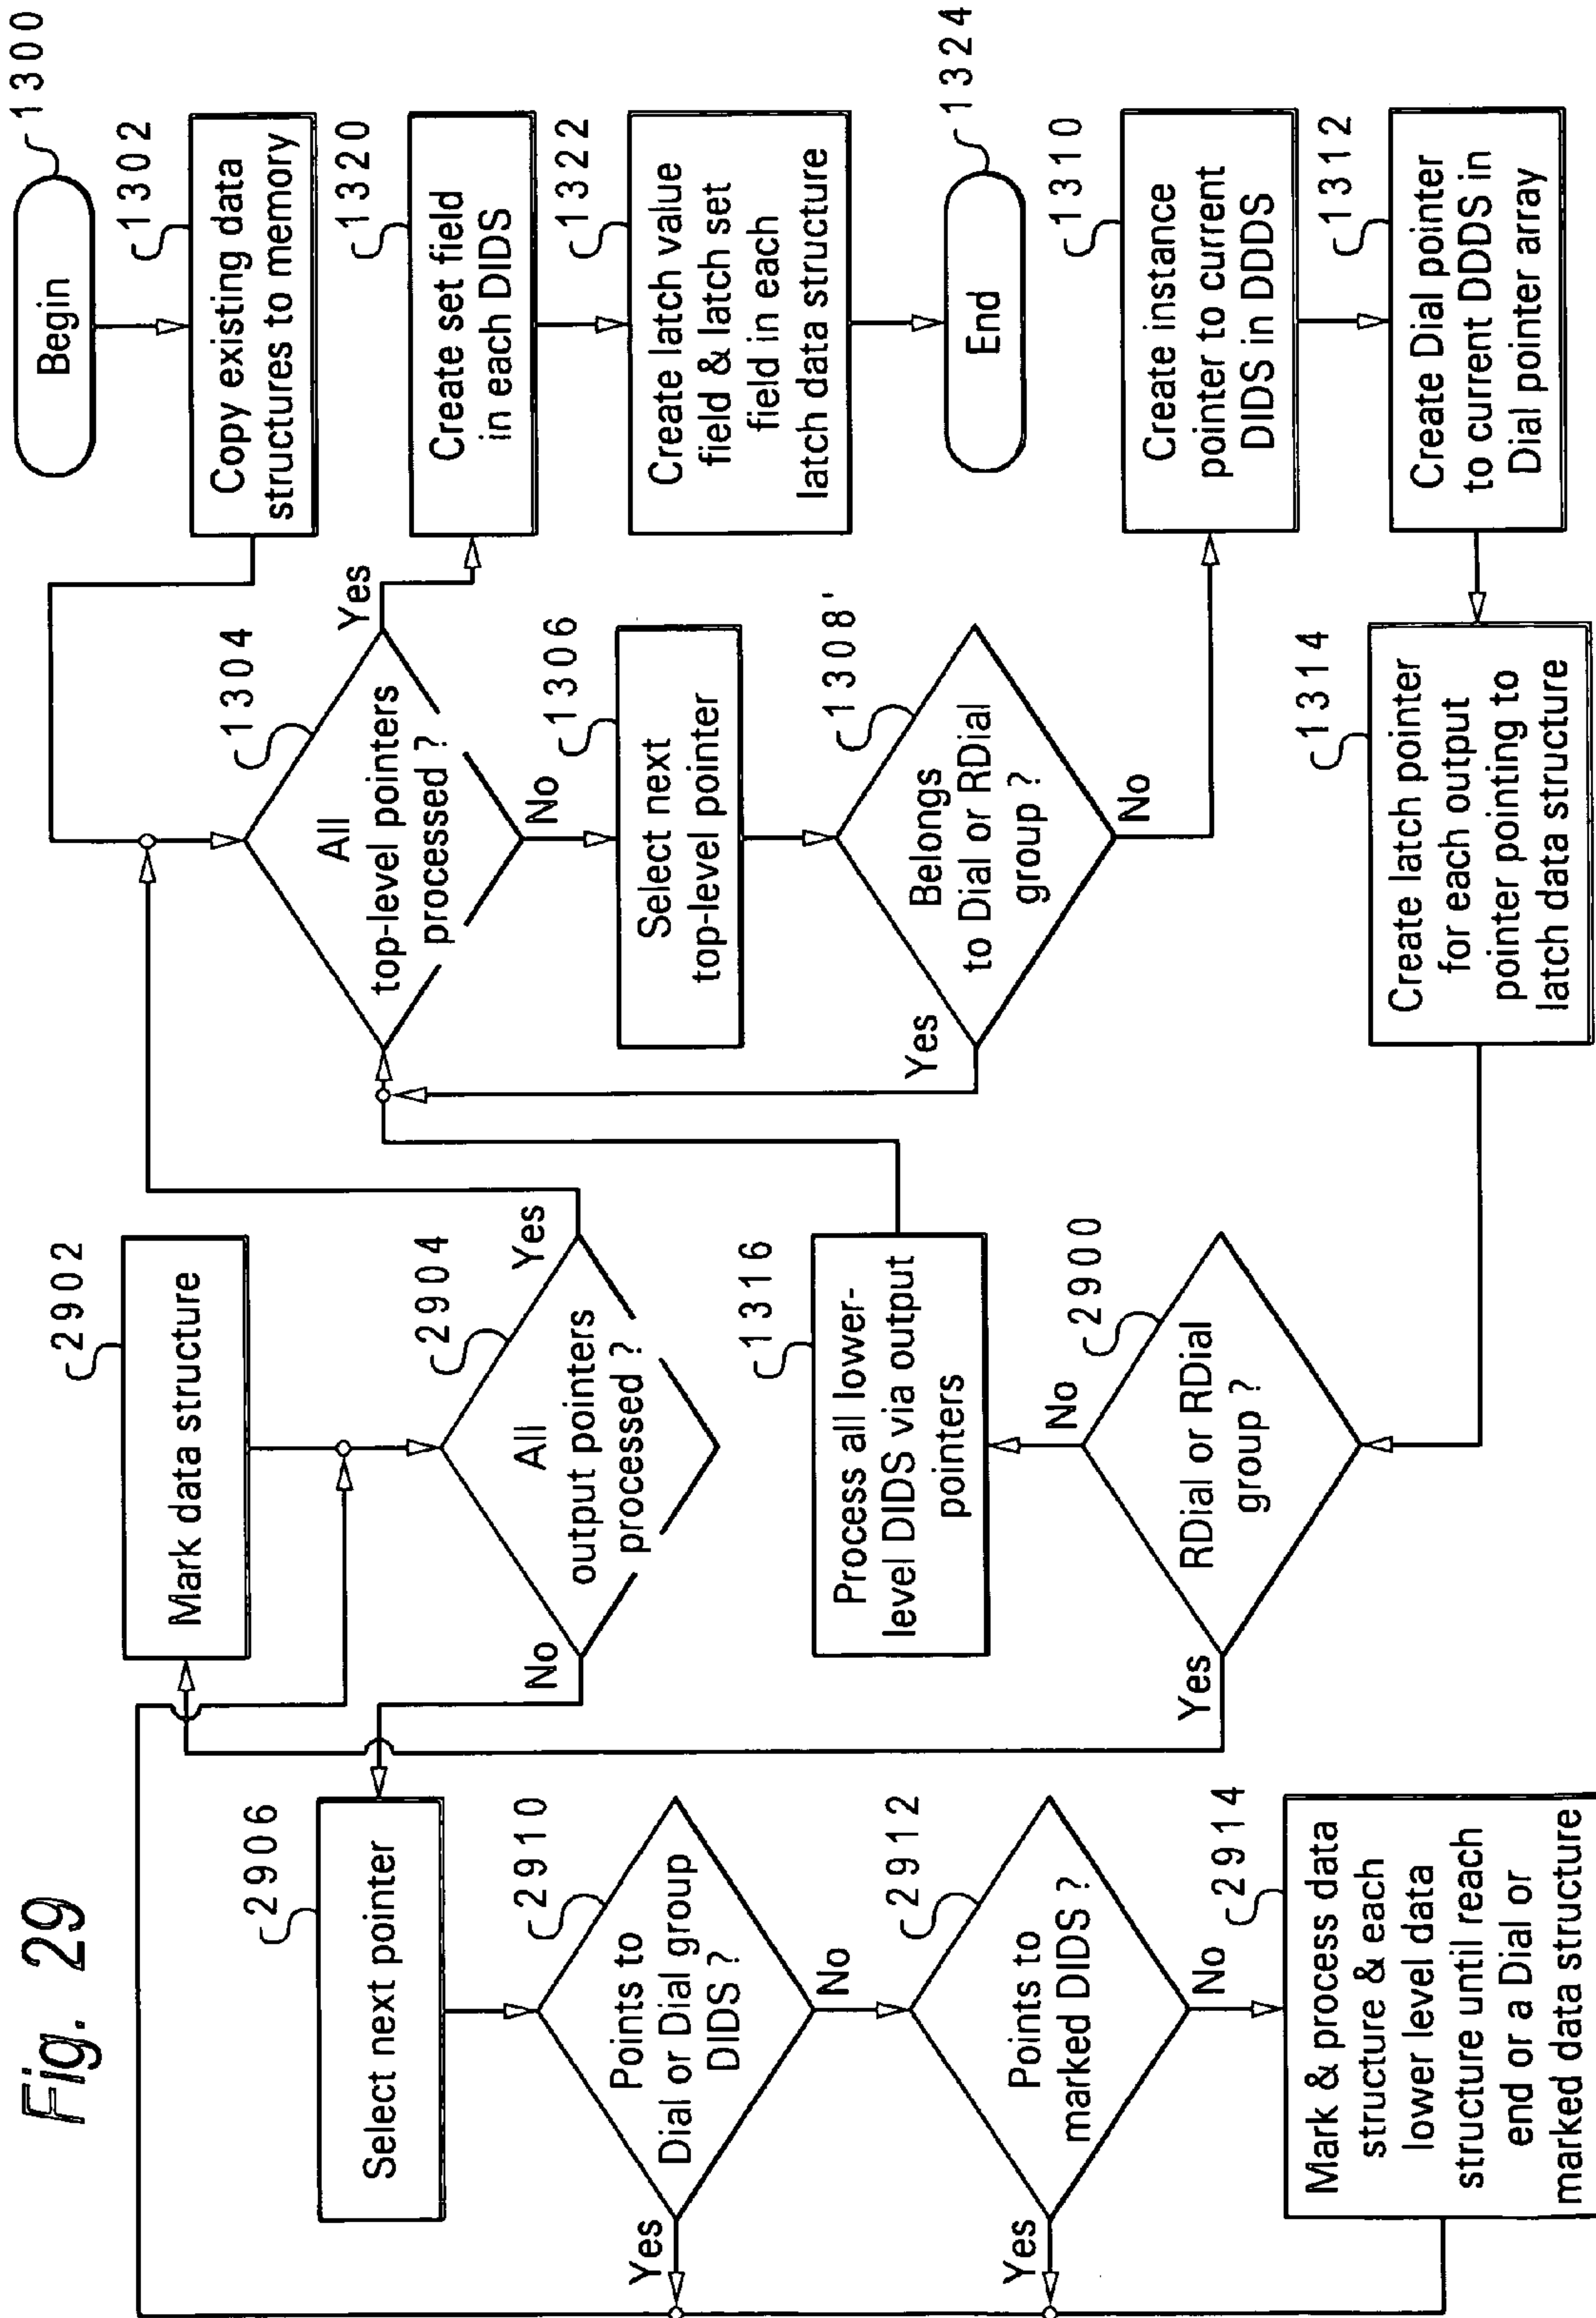 Fig. 29
2906
Select next pointer
2910
Points to
Dial or Dial group
DIDS ?
Yes
No
2912
Points to
marked DIDS ?
Yes
No
2914
Mark & process data
structure & each
lower level data
structure until reach
end or a Dial or
marked data structure
2902
Mark data structure
2904
All
output pointers
processed ?
Yes
No
1316
Process all lower-
level DIDS via output
pointers
2900
RDial or RDial
group ?
No
Yes
1304
All
top-level pointers
processed ?
Yes
No
1306
Select next
top-level pointer
1308'
Belongs
to Dial or RDial
group ?
Yes
No
1314
Create latch pointer
for each output
pointer pointing to
latch data structure
1300
Begin
1302
Copy existing data
structures to memory
1320
Create set field
in each DIDS
1322
Create latch value
field & latch set
field in each
latch data structure
1324
End
1310
Create instance
pointer to current
DIDS in DDDS
1312
Create Dial pointer
to current DDDS in
Dial pointer array